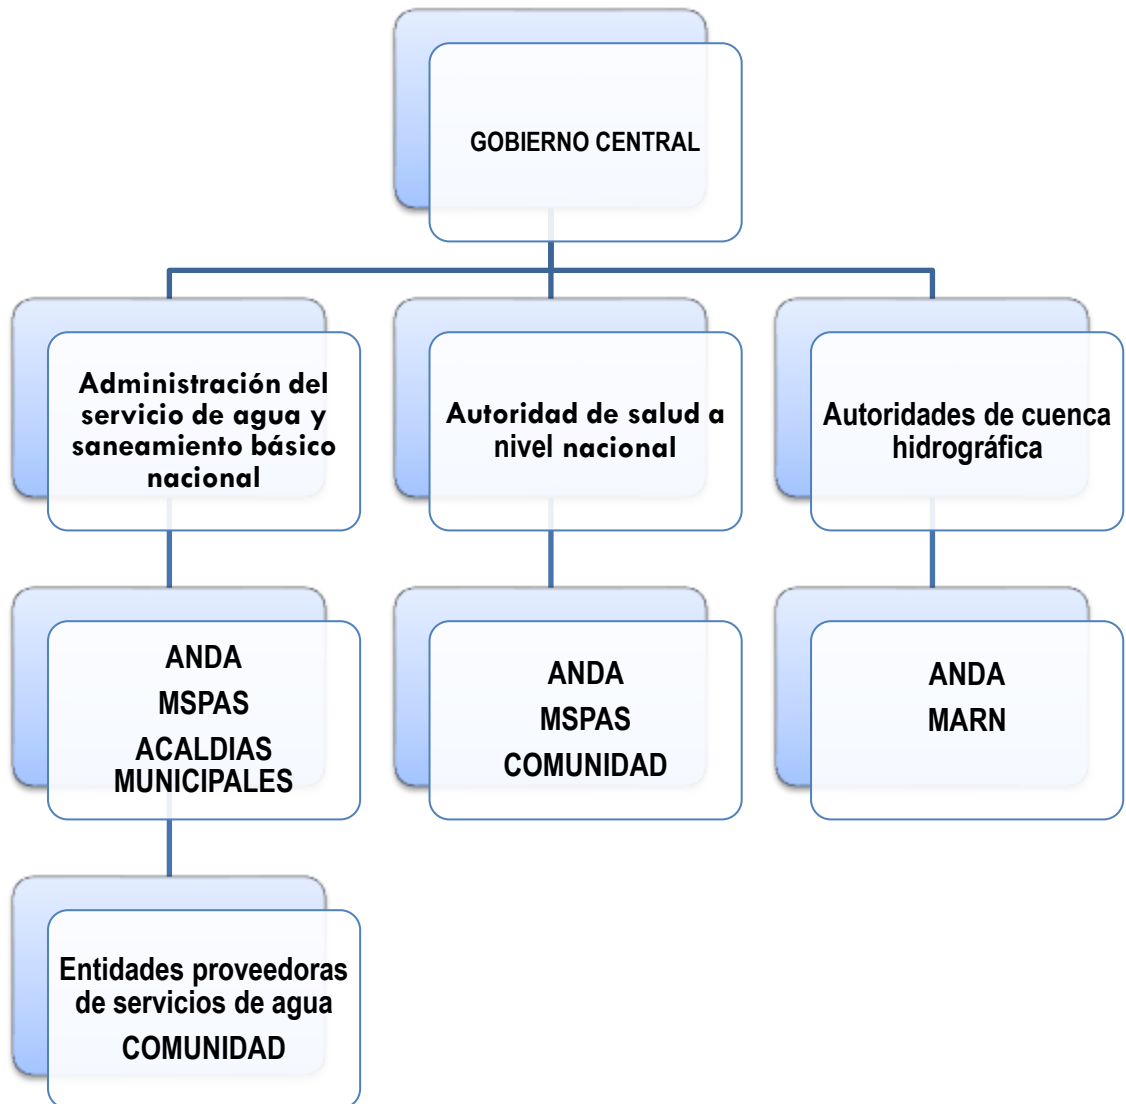 GOBIERNO CENTRAL
Administración del
servicio de agua y
saneamiento básico
nacional
Autoridad de salud a
nivel nacional
Autoridades de cuenca
hidrográfica
ANDA
MSPAS
ACALDIAS
MUNICIPALES
ANDA
MSPAS
COMUNIDAD
ANDA
MARN
Entidades proveedoras
de servicios de agua
COMUNIDAD